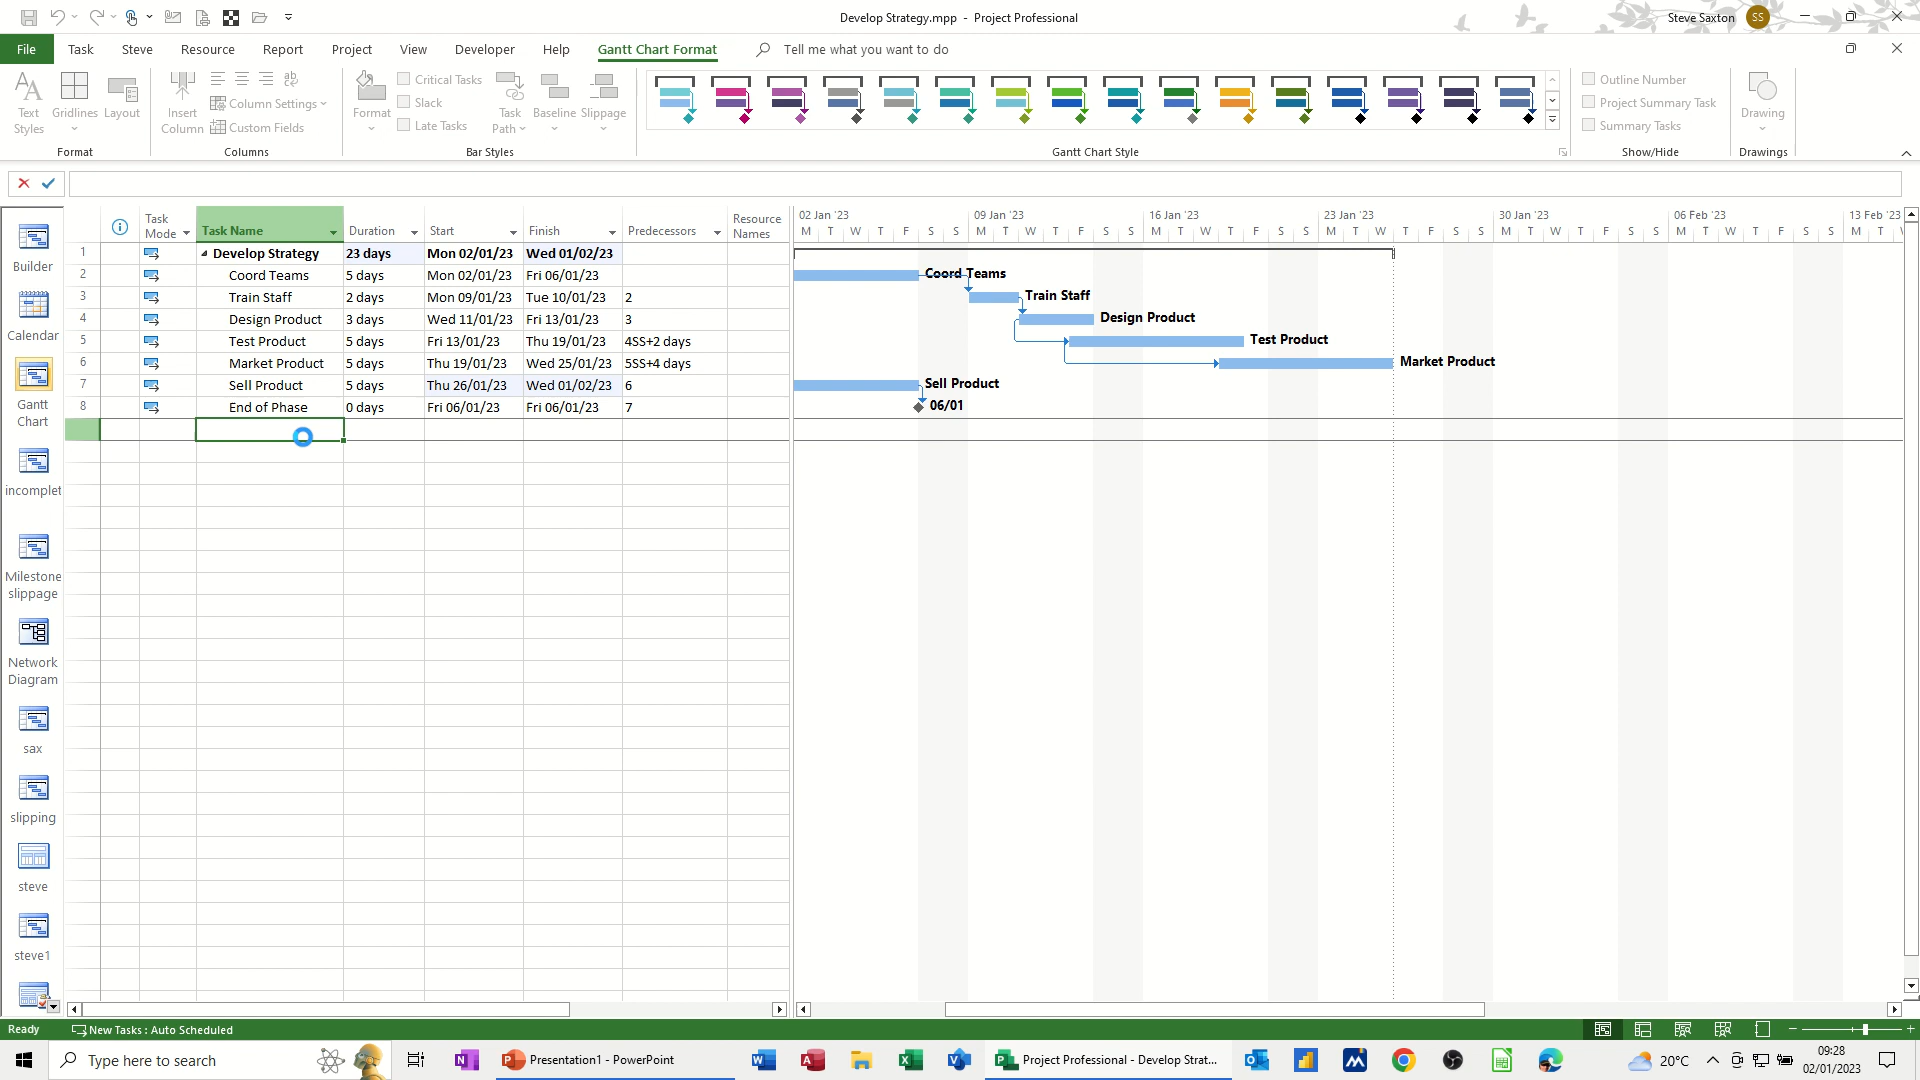 Develop Strategy.mpp - Project Professional
Steve Saxton SS
File Task Steve Resource Report Project View Developer Help Gantt Chart Format Tell me what you want to do
Text Styles
Gridlines
Layout
Format
Insert Column
Column Settings
Custom Fields
Columns
Format
Critical Tasks
Slack
Late Tasks
Task Path
Baseline
Slippage
Bar Styles
Gantt Chart Style
Outline Number
Project Summary Task
Summary Tasks
Show/Hide
Drawing
Drawings
Task Mode Task Name Duration Start Finish Predecessors Resource Names
1 Develop Strategy 23 days Mon 02/01/23 Wed 01/02/23
2 Coord Teams 5 days Mon 02/01/23 Fri 06/01/23
3 Train Staff 2 days Mon 09/01/23 Tue 10/01/23 2
4 Design Product 3 days Wed 11/01/23 Fri 13/01/23 3
5 Test Product 5 days Fri 13/01/23 Thu 19/01/23 4SS+2 days
6 Market Product 5 days Thu 19/01/23 Wed 25/01/23 5SS+4 days
7 Sell Product 5 days Thu 26/01/23 Wed 01/02/23 6
8 End of Phase 0 days Fri 06/01/23 Fri 06/01/23 7
02 Jan '23 09 Jan '23 16 Jan '23 23 Jan '23 30 Jan '23 06 Feb '23 13 Feb '23
M T W T F S S M T W T F S S M T W T F S S M T W T F S S M T W T F S S M T W T F S S M T
Coord Teams
Train Staff
Design Product
Test Product
Market Product
Sell Product
06/01
Builder
Calendar
Gantt Chart
incomplet
Milestone slippage
Network Diagram
sax
slipping
steve
steve1
Ready New Tasks : Auto Scheduled
Type here to search
Presentation1 - PowerPoint
Project Professional - Develop Strat...
20°C
09:28
02/01/2023